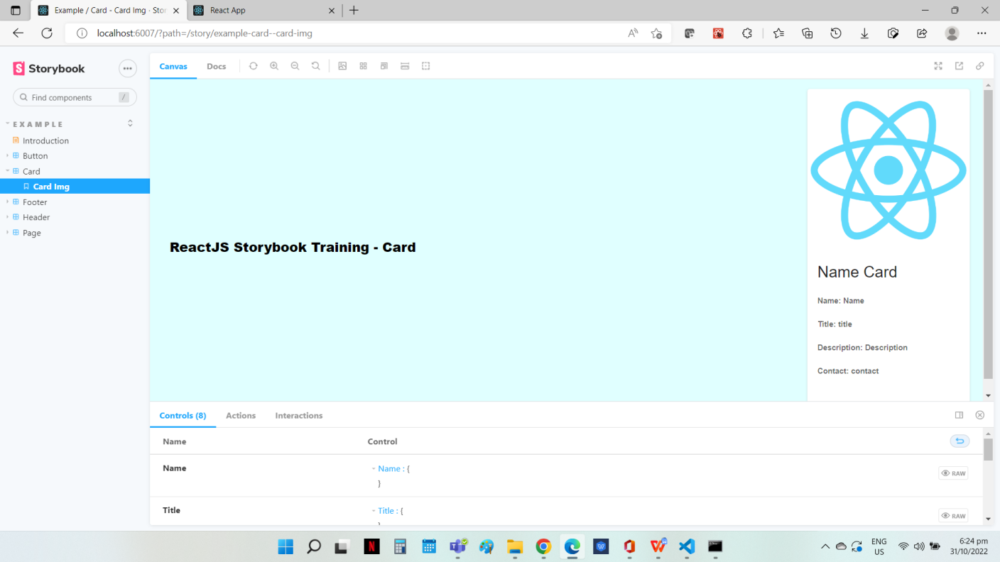 Example / Card - Card Img · Stor
React App
localhost:6007/?path=/story/example-card--card-img
Storybook
Canvas
Docs
Find components
/
EXAMPLE
Introduction
Button
Card
Card Img
Footer
Header
Page
ReactJS Storybook Training - Card
Name Card
Name: Name
Title: title
Description: Description
Contact: contact
Controls (8)
Actions
Interactions
Name
Control
Name
Name : {
}
RAW
Title
Title : {
}
RAW
ENG
US
6:24 pm
31/10/2022